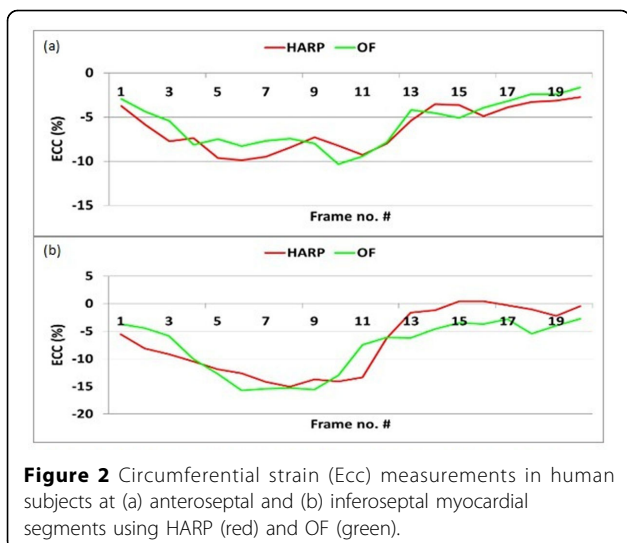 (a)
HARP OF
0
1 3 5 7 9 11 13 15 17 19
-5
-10
-15
ECC (%)
Frame no. #
(b)
HARP OF
5
0
1 3 5 7 9 11 13 15 17 19
-5
-10
-15
-20
ECC (%)
Frame no. #
Figure 2 Circumferential strain (Ecc) measurements in human
subjects at (a) anteroseptal and (b) inferoseptal myocardial
segments using HARP (red) and OF (green).